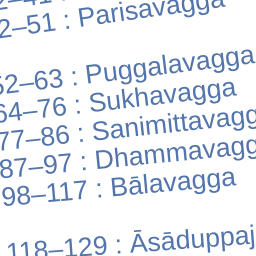 2–51 : Parisavagga
52–63 : Puggalavagga
64–76 : Sukhavagga
77–86 : Sanimittavagg
87–97 : Dhammavagg
98–117 : Bālavagga
118–129 : Āsāduppaj